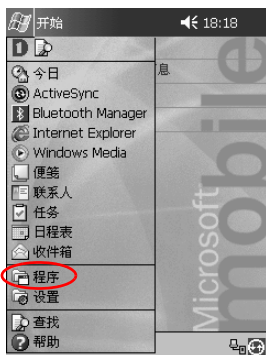 开始 18:18
息
今日
ActiveSync
Bluetooth Manager
Internet Explorer
Windows Media
便笺
联系人
任务
日程表
收件箱
程序
设置
查找
帮助
Microsoft
mobile